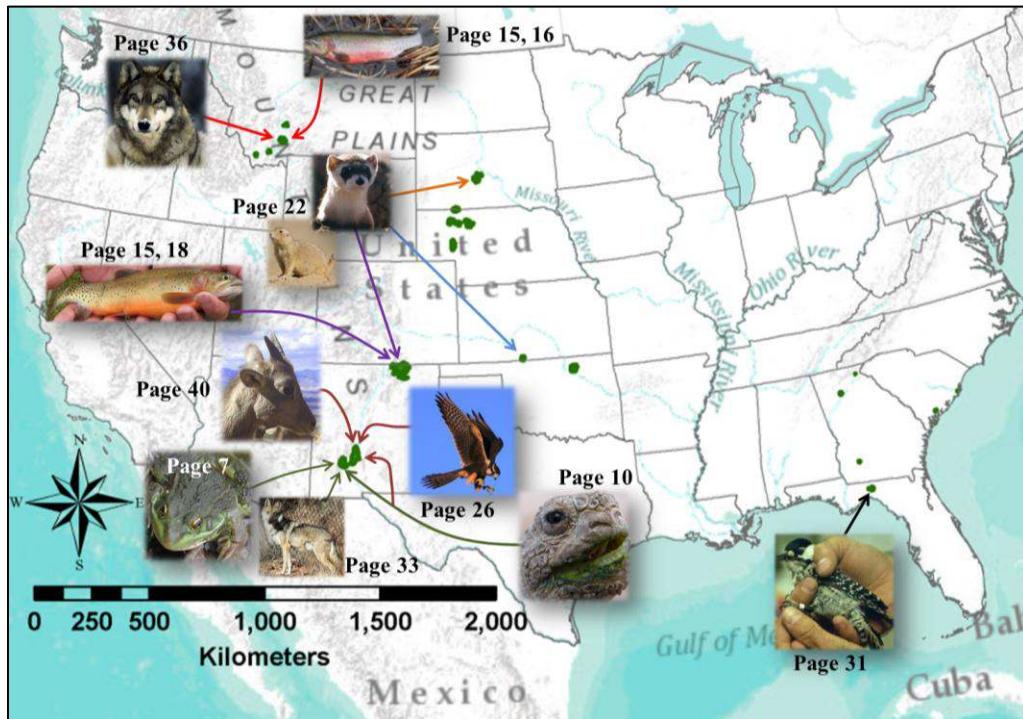 Page 36
Page 15, 16
M O U N
GREAT
PLAINS
Page 22
Missouri
River
Page 15, 18
United
States
Mississippi River
Ohio River
T
N
S
Page 40
N
W
E
S
Page 7
Page 26
Page 10
Page 33
0 250 500 1,000 1,500 2,000
Kilometers
Gulf of Me
Page 31
Bal
Cuba
Mexico